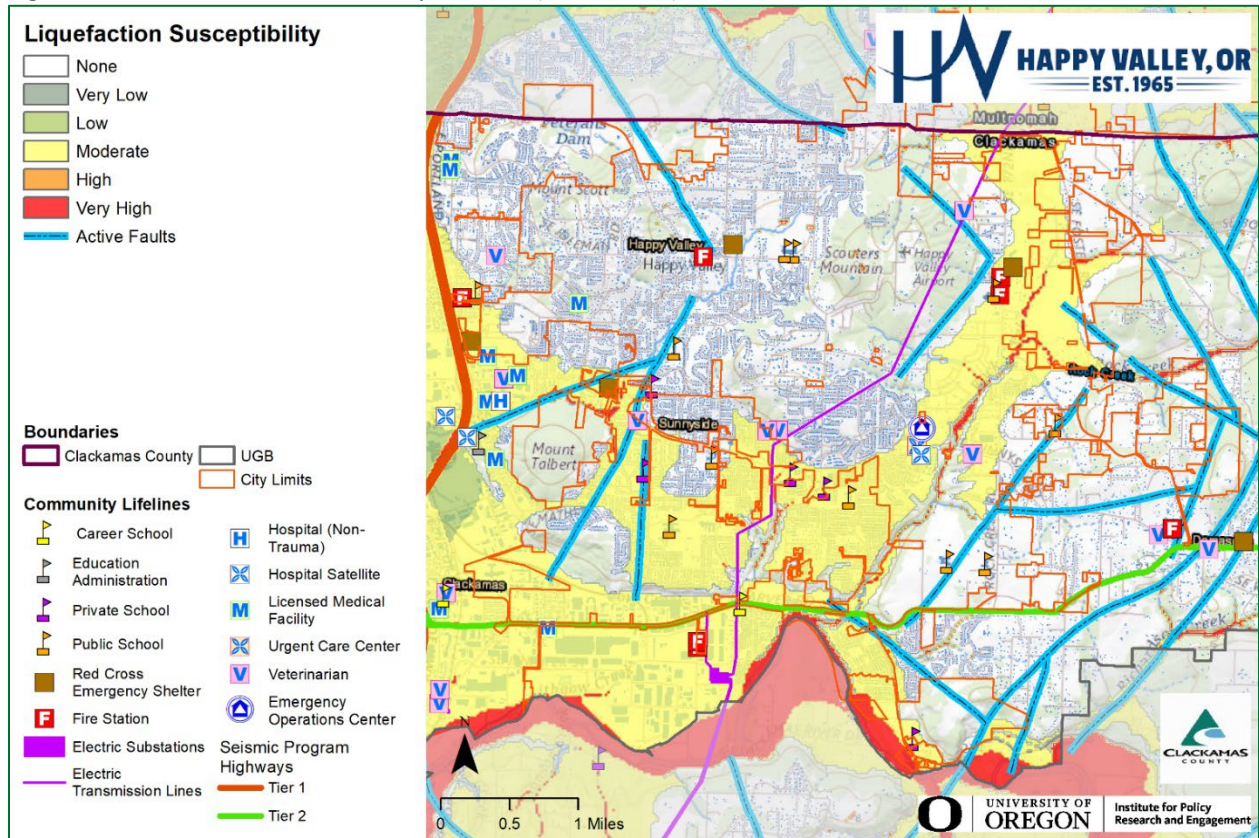 Liquefaction Susceptibility
None
Very Low
Low
Moderate
High
Very High
Active Faults
Boundaries
Clackamas County
UGB
City Limits
Community Lifelines
Career School
Education
Administration
Private School
Public School
Red Cross
Emergency Shelter
F
Fire Station
Electric Substations
Electric
Transmission Lines
H
Hospital (Non-
Trauma)
Hospital Satellite
M
Licensed Medical
Facility
Urgent Care Center
V
Veterinarian
Emergency
Operations Center
Seismic Program
Highways
Tier 1
Tier 2
HV
HAPPY VALLEY, OR
EST. 1965
Multnomah
Clackamas
Veterans
Dam
Mount Scott
Happy Valley
Happy Valley
Scouters
Mountain
Happy
Valley
Airport
Rock Creek
Sunnyside
Mount
Talbert
Clackamas
N
0 0.5 1 Miles
CLACKAMAS
COUNTY
O
UNIVERSITY OF
OREGON
Institute for Policy
Research and Engagement